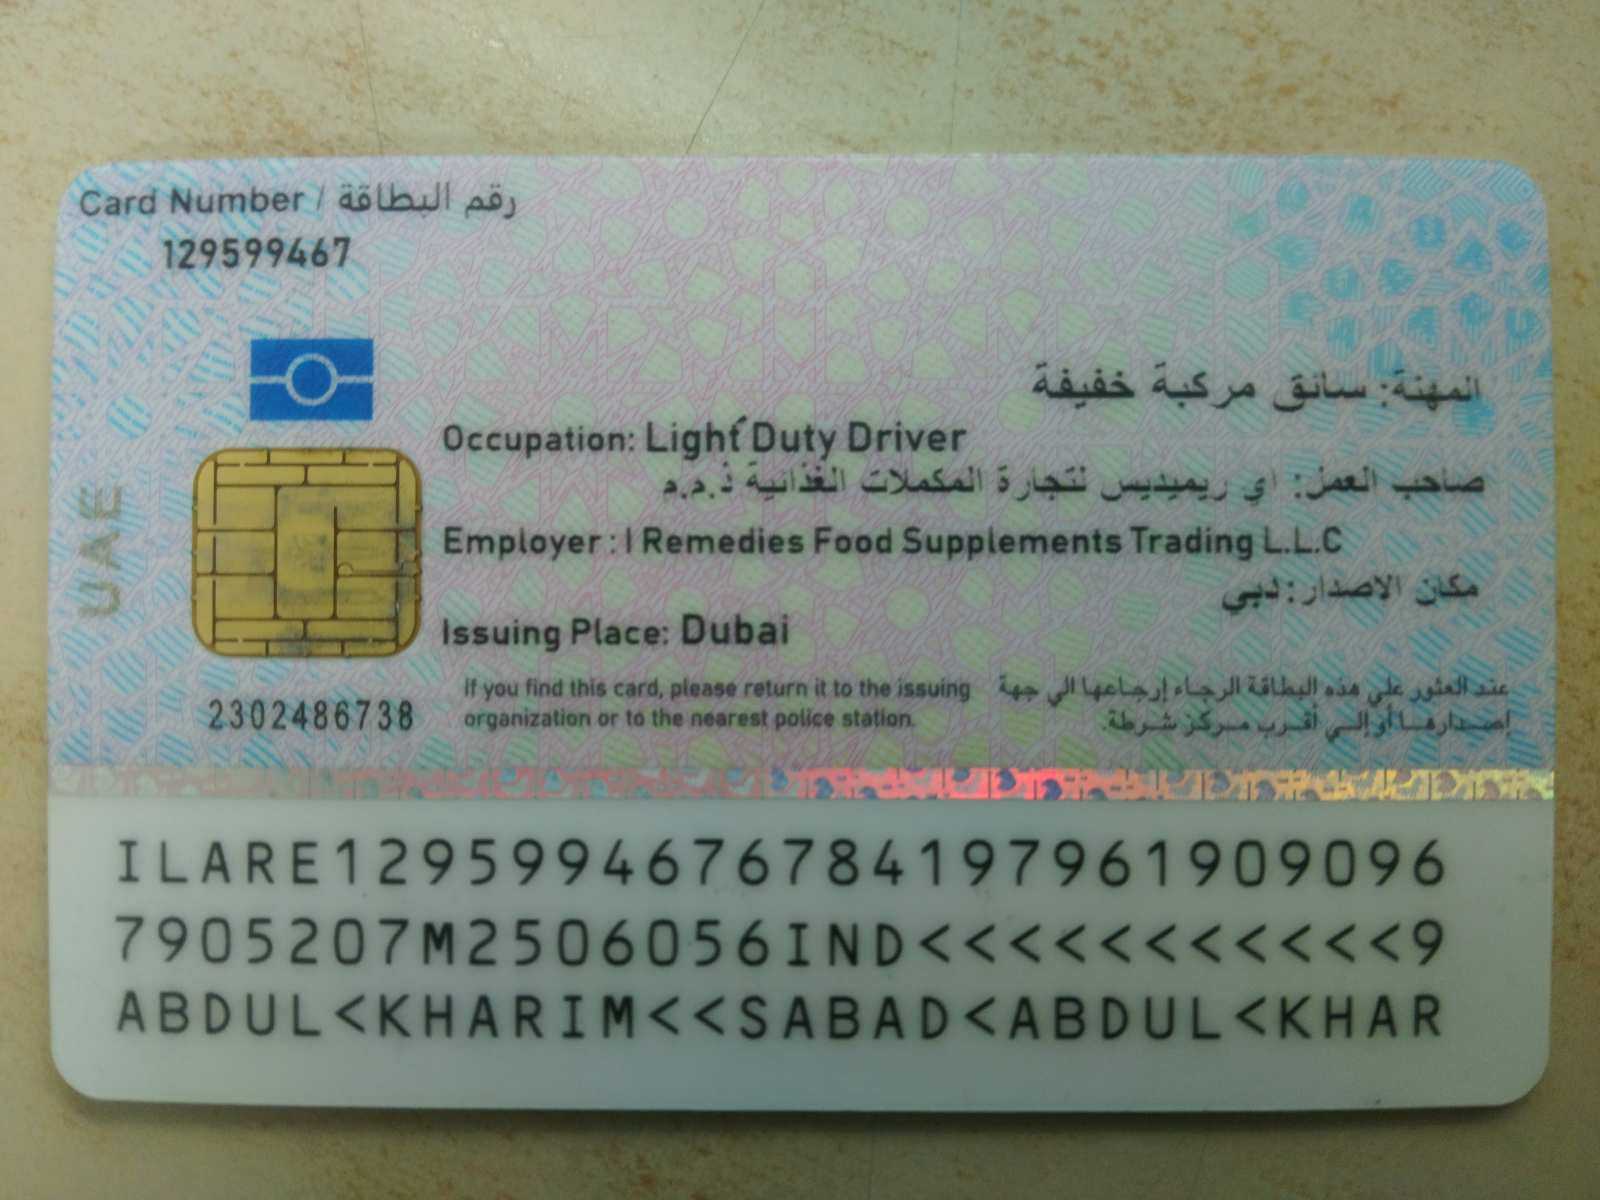 Card Number / رقم البطاقة
129599467
المهنة: سائق مركبة خفيفة
Occupation: Light Duty Driver
صاحب العمل: اي ريميديس لتجارة المكملات الغذائية ذ.م.م
Employer : I Remedies Food Supplements Trading L.L.C
مكان الاصدار: دبي
Issuing Place: Dubai
UAE
2302486738
If you find this card, please return it to the issuing
organization or to the nearest police station.
عند العثور علي هذه البطاقة الرجاء إرجاعها الي جهة
إصدارها أو إلي أقرب مركز شرطة.
ILARE1295994676784197961909096
7905207M2506056IND<<<<<<<<<<<9
ABDUL<KHARIM<<SABAD<ABDUL<KHAR